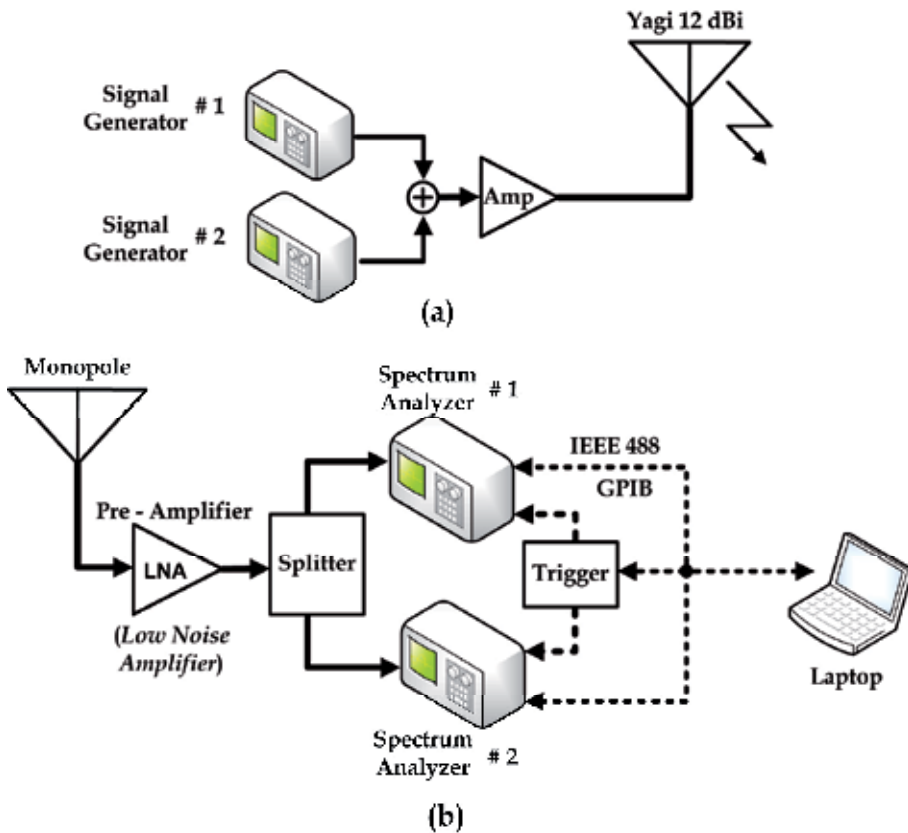 Yagi 12 dBi
Signal
Generator # 1
Signal
Generator # 2
Amp
(a)
Monopole
Spectrum
Analyzer # 1
IEEE 488
GPIB
Pre - Amplifier
LNA
Splitter
Trigger
(Low Noise
Amplifier)
Laptop
Spectrum
Analyzer # 2
(b)